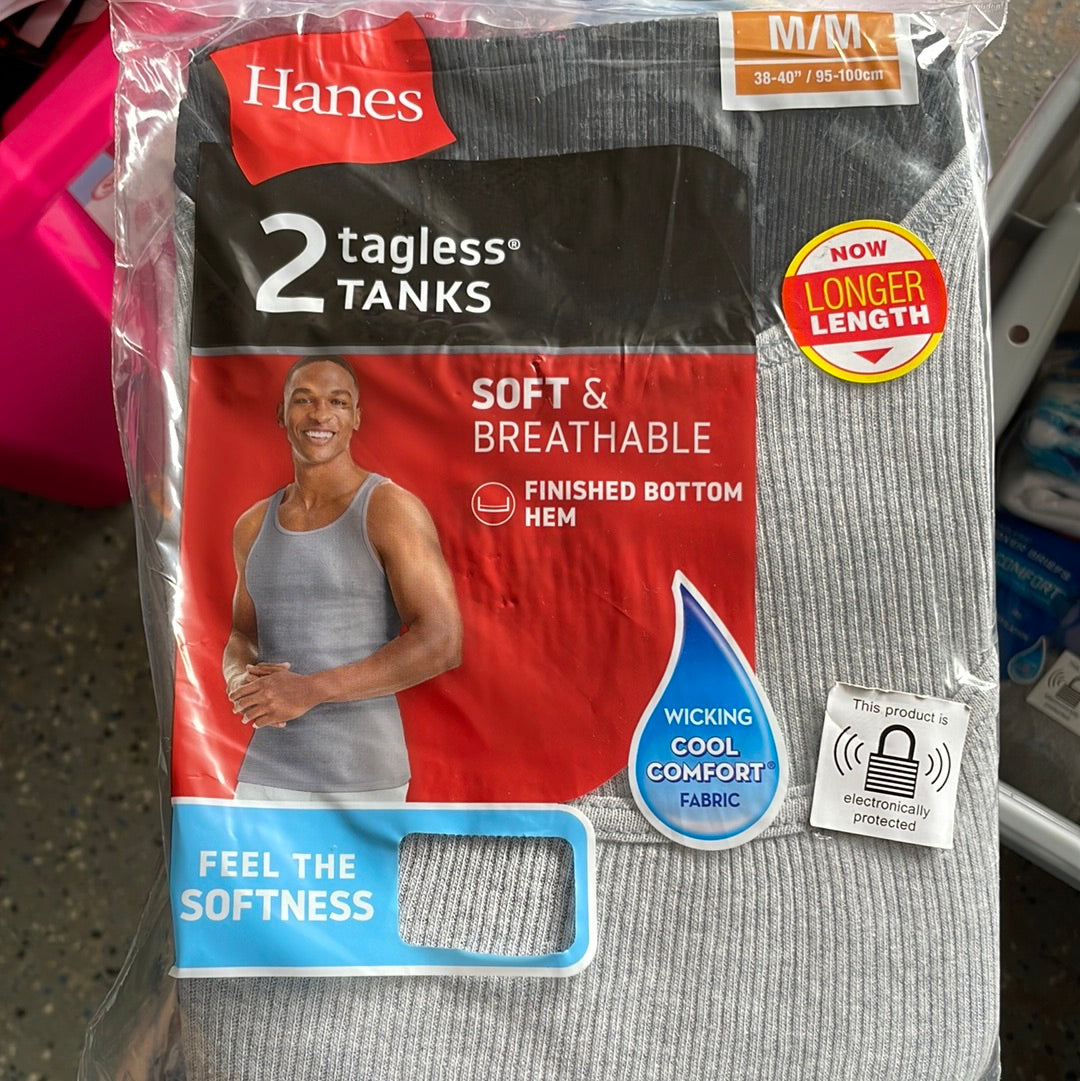 Hanes
M/M
38-40" / 95-100cm
2 tagless®
TANKS
NOW
LONGER
LENGTH
SOFT &
BREATHABLE
FINISHED BOTTOM
HEM
WICKING
COOL
COMFORT®
FABRIC
This product is
electronically
protected
FEEL THE
SOFTNESS
COMFORT